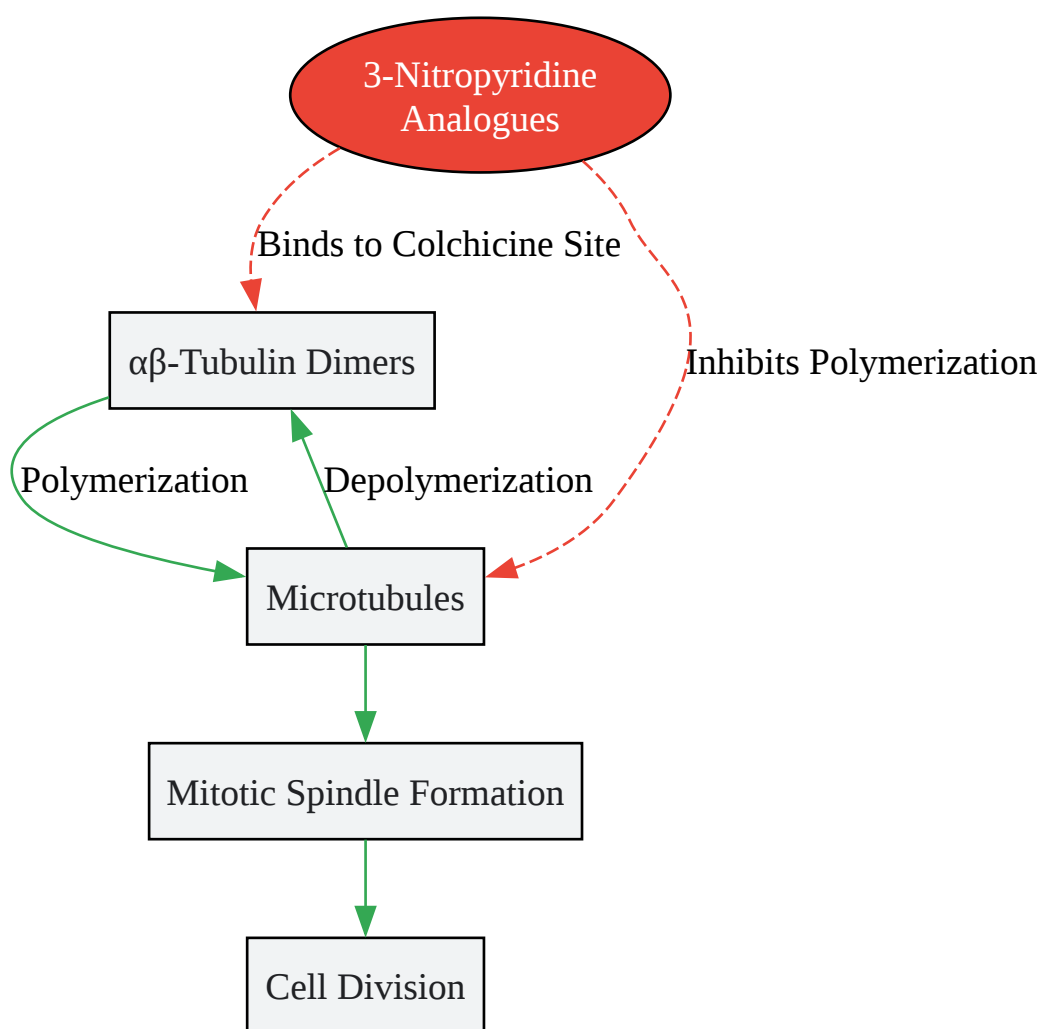 3-Nitropyridine
Analogues
Binds to Colchicine Site
αβ-Tubulin Dimers
Inhibits Polymerization
Polymerization
Depolymerization
Microtubules
Mitotic Spindle Formation
Cell Division